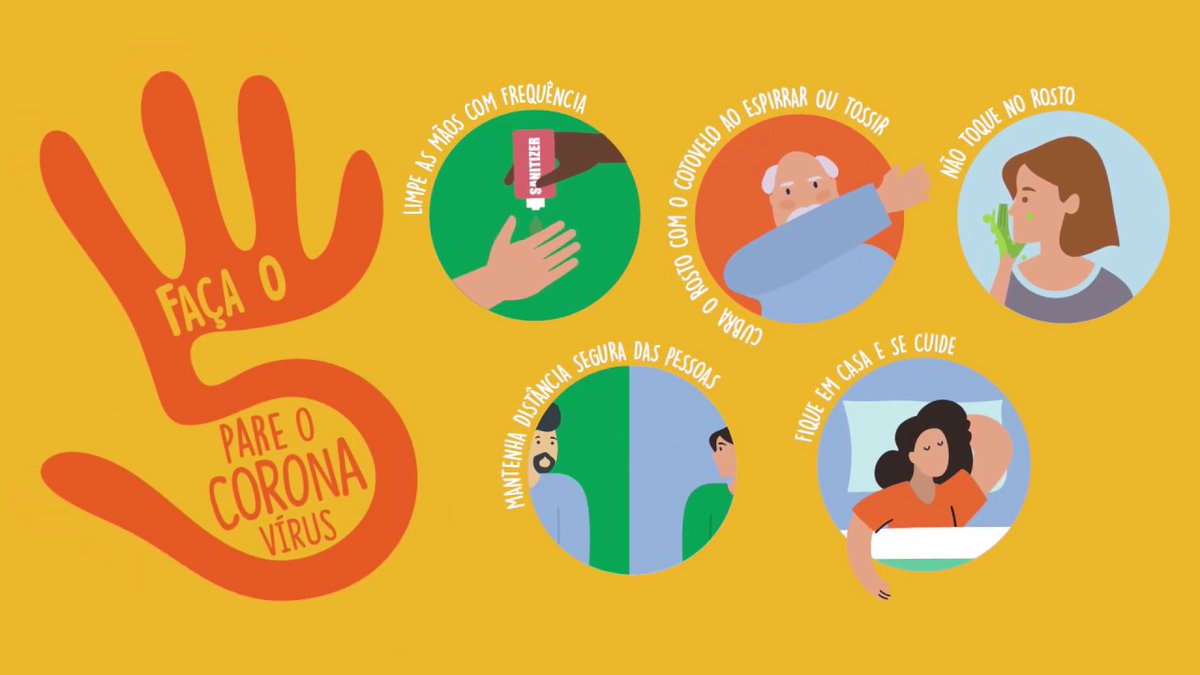 FAÇA O
PARE O
CORONA
VÍRUS
LIMPE AS MÃOS COM FREQUÊNCIA
SANITIZER
CUBRA O ROSTO COM O COTOVELO AO ESPIRRAR OU TOSSIR
NÃO TOQUE NO ROSTO
MANTENHA DISTÂNCIA SEGURA DAS PESSOAS
FIQUE EM CASA E SE CUIDE